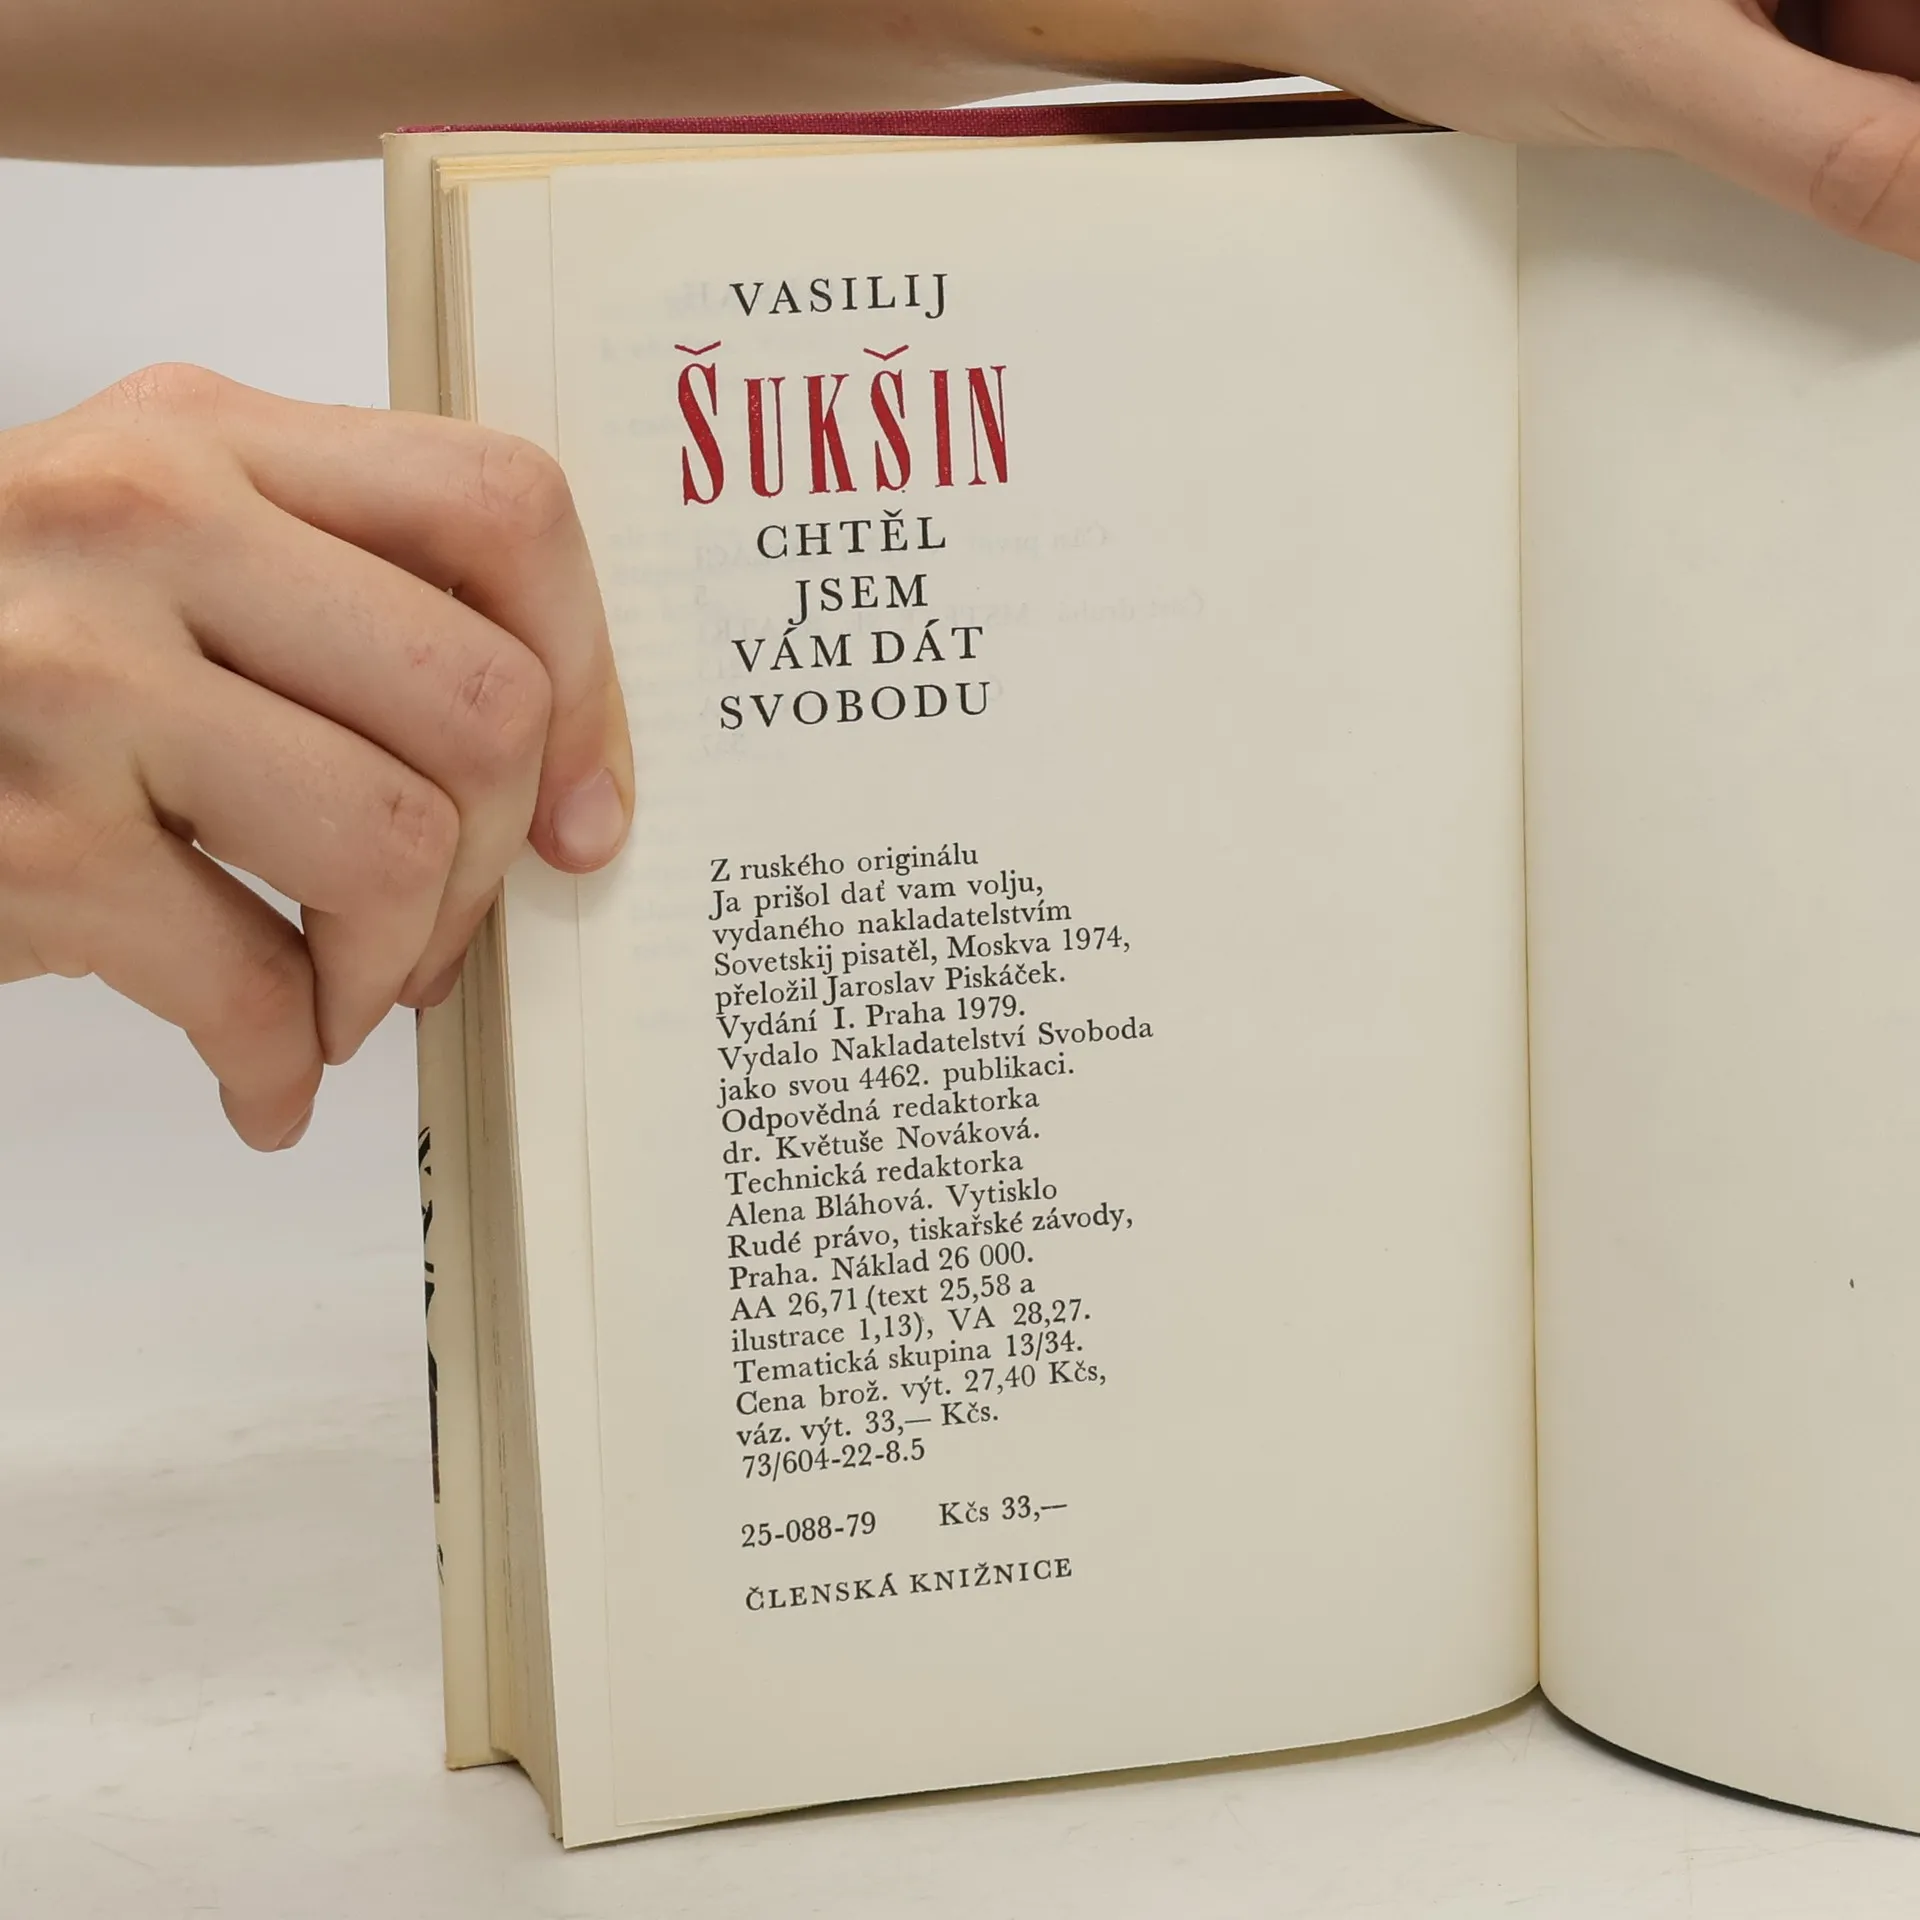 VASILIJ
ŠUKŠIN
CHTĚL
JSEM
VÁM DÁT
SVOBODU
Z ruského originálu
Ja prišol dať vam volju,
vydaného nakladatelstvím
Sovetskij pisatěl, Moskva 1974,
přeložil Jaroslav Piskáček.
Vydání I. Praha 1979.
Vydalo Nakladatelství Svoboda
jako svou 4462. publikaci.
Odpovědná redaktorka
dr. Květuše Nováková.
Technická redaktorka
Alena Bláhová. Vytisklo
Rudé právo, tiskařské závody,
Praha. Náklad 26 000.
AA 26,71 (text 25,58 a
ilustrace 1,13), VA 28,27.
Tematická skupina 13/34.
Cena brož. výt. 27,40 Kčs,
váz. výt. 33,— Kčs.
73/604-22-8.5
25-088-79 Kčs 33,—
ČLENSKÁ KNIŽNICE